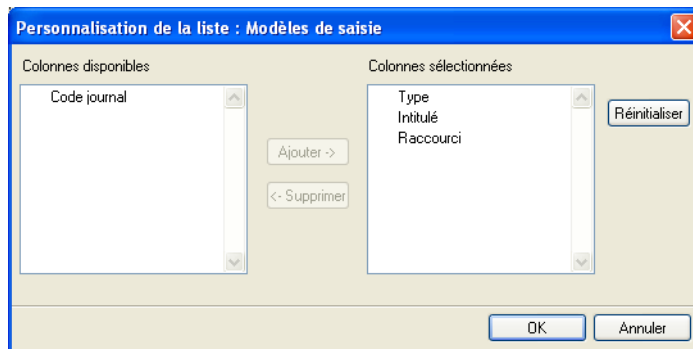 Personnalisation de la liste : Modèles de saisie
Colonnes disponibles
Colonnes sélectionnées
Code journal
Type
Intitulé
Raccourci
Réinitialiser
Ajouter ->
<- Supprimer
OK
Annuler